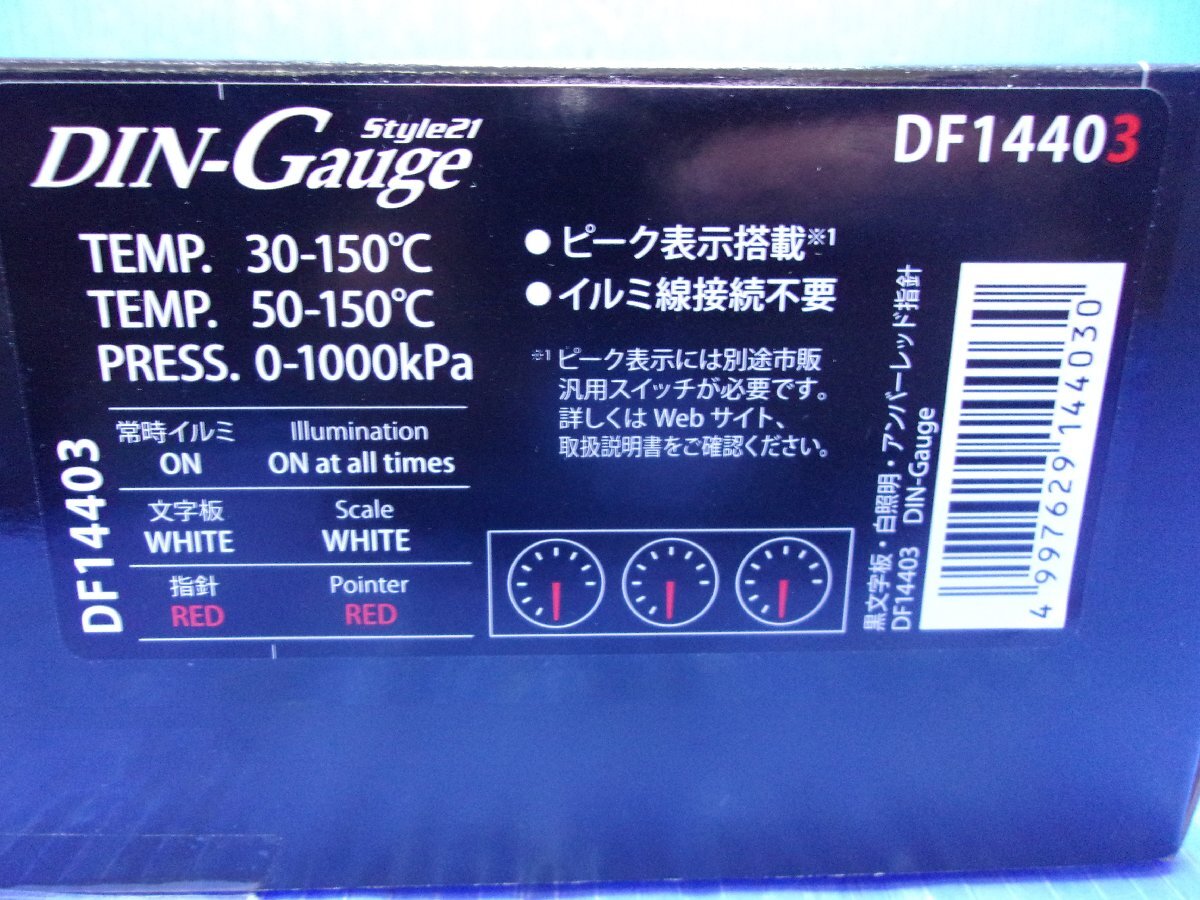 DIN-Gauge Style21
DF14403
TEMP. 30-150℃
TEMP. 50-150℃
PRESS. 0-1000kPa
●ピーク表示搭載※1
●イルミ線接続不要
※1 ピーク表示には別途市販
汎用スイッチが必要です。
詳しくは Web サイト、
取扱説明書をご確認ください。
常時イルミ Illumination
ON ON at all times
文字板 Scale
WHITE WHITE
指針 Pointer
RED RED
DF14403
黒文字板・白照明・アンバーレッド指針
DF14403 DIN-Gauge
4 997629 144030